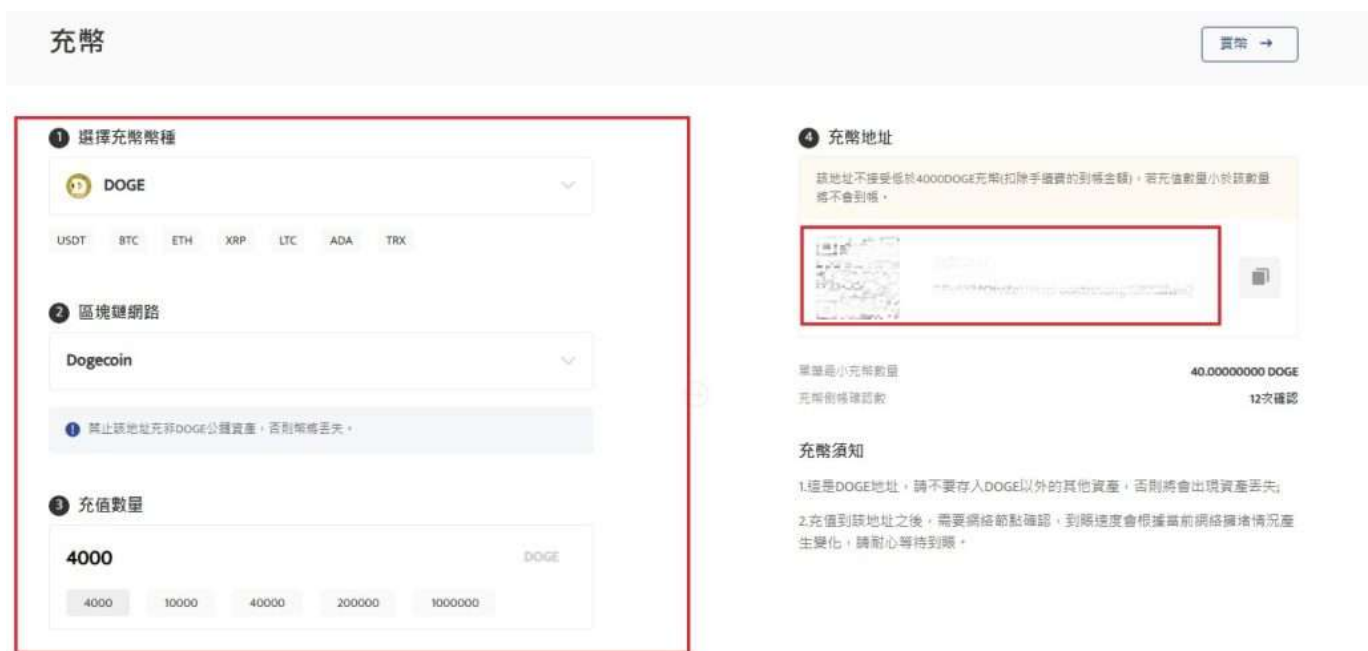 充幣
賣幣 →
1 選擇充幣幣種
DOGE
USDT BTC ETH XRP LTC ADA TRX
2 區塊鏈網路
Dogecoin
禁止該地址充非DOGE公鏈資產,否則幣將丟失。
3 充值數量
4000 DOGE
4000 10000 40000 200000 1000000
4 充幣地址
該地址不接受低於4000DOGE充幣(扣除手續費的到帳金額),若充值數量小於該數量
將不會到帳。
單筆最小充幣數量 40.00000000 DOGE
充幣到帳確認數 12次確認
充幣須知
1.這是DOGE地址,請不要存入DOGE以外的其他資產,否則將會出現資產丟失;
2.充值到該地址之後,需要網絡節點確認,到賬速度會根據當前網絡擁堵情況產
生變化,請耐心等待到賬。